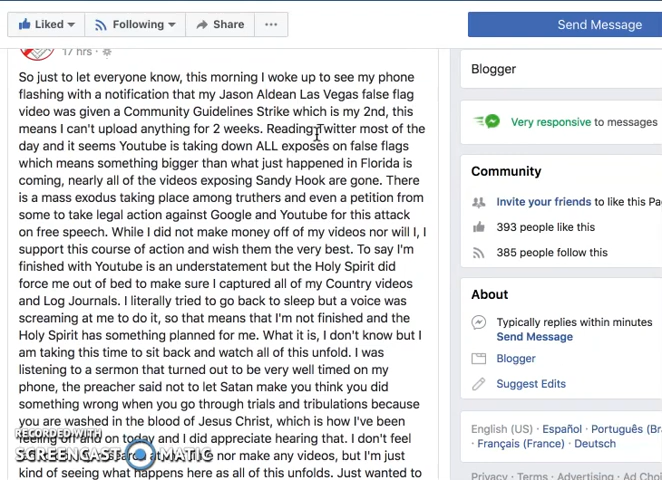 Liked
Following
Share
Send Message
17 hrs ·
So just to let everyone know, this morning I woke up to see my phone
flashing with a notification that my Jason Aldean Las Vegas false flag
video was given a Community Guidelines Strike which is my 2nd, this
means I can't upload anything for 2 weeks. Reading Twitter most of the
day and it seems Youtube is taking down ALL exposes on false flags
which means something bigger than what just happened in Florida is
coming, nearly all of the videos exposing Sandy Hook are gone. There
is a mass exodus taking place among truthers and even a petition from
some to take legal action against Google and Youtube for this attack
on free speech. While I did not make money off of my videos nor will I, I
support this course of action and wish them the very best. To say I'm
finished with Youtube is an understatement but the Holy Spirit did
force me out of bed to make sure I captured all of my Country videos
and Log Journals. I literally tried to go back to sleep but a voice was
screaming at me to do it, so that means that I'm not finished and the
Holy Spirit has something planned for me. What it is, I don't know but I
am taking this time to sit back and watch all of this unfold. I was
listening to a sermon that turned out to be very well timed on my
phone, the preacher said not to let Satan make you think you did
something wrong when you go through trials and tribulations because
you are washed in the blood of Jesus Christ, which is how I've been
feeling off and on today and I did appreciate hearing that. I don't feel
nor make any videos, but I'm just
kind of seeing what happens here as all of this unfolds. Just wanted to
RECORDED WITH
SCREENCAST MATIC
Blogger
Very responsive to messages
Community
Invite your friends to like this Pa
393 people like this
385 people follow this
About
Typically replies within minutes
Send Message
Blogger
Suggest Edits
English (US) · Español · Português (Bra
· Français (France) · Deutsch
Privacy · Terms · Advertising · Ad Choi